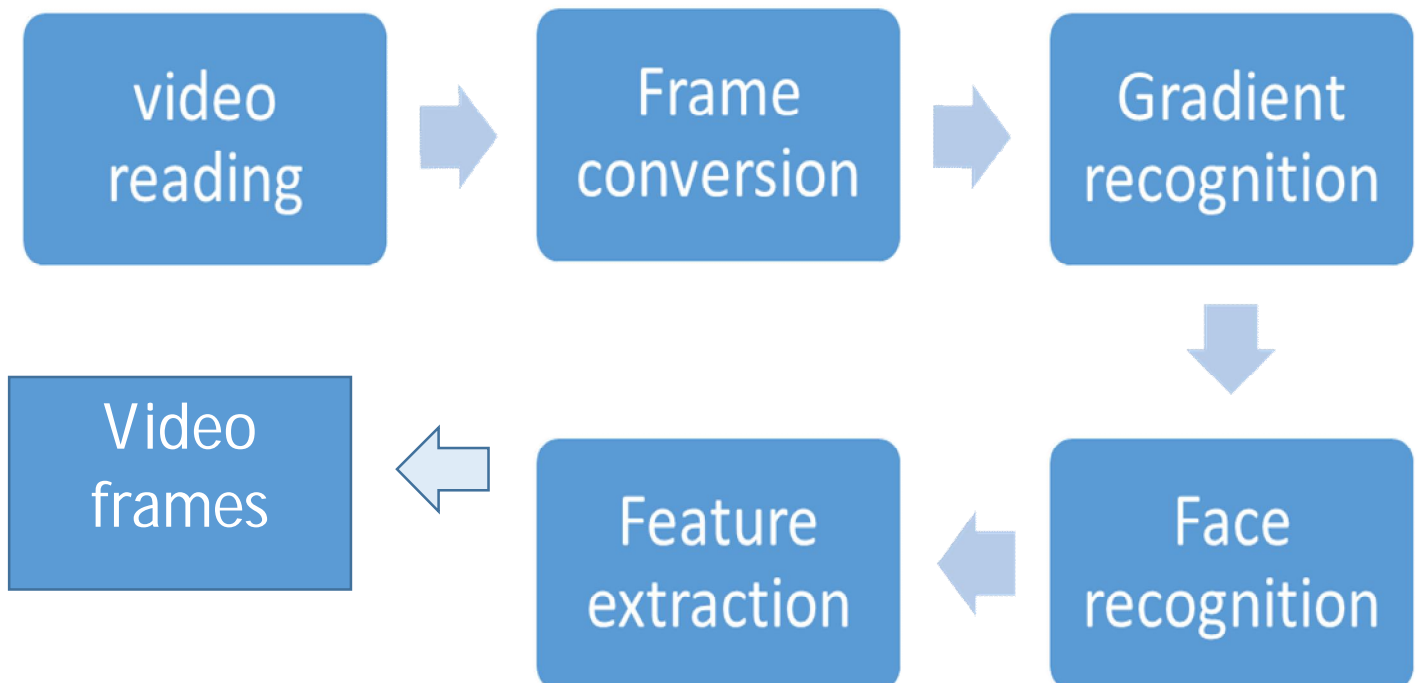 video
reading
Frame
conversion
Gradient
recognition
Face
recognition
Feature
extraction
Video
frames